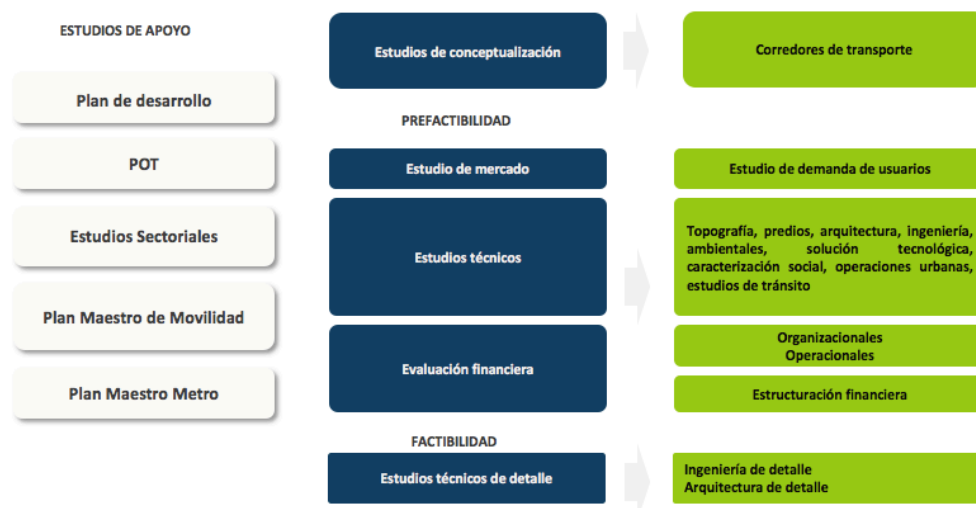 ESTUDIOS DE APOYO
Plan de desarrollo
POT
Estudios Sectoriales
Plan Maestro de Movilidad
Plan Maestro Metro
Estudios de conceptualización
Corredores de transporte
PREFACTIBILIDAD
Estudio de mercado
Estudio de demanda de usuarios
Estudios técnicos
Topografía, predios, arquitectura, ingeniería,
ambientales, solución tecnológica,
caracterización social, operaciones urbanas,
estudios de tránsito
Evaluación financiera
Organizacionales
Operacionales
Estructuración financiera
FACTIBILIDAD
Estudios técnicos de detalle
Ingeniería de detalle
Arquitectura de detalle